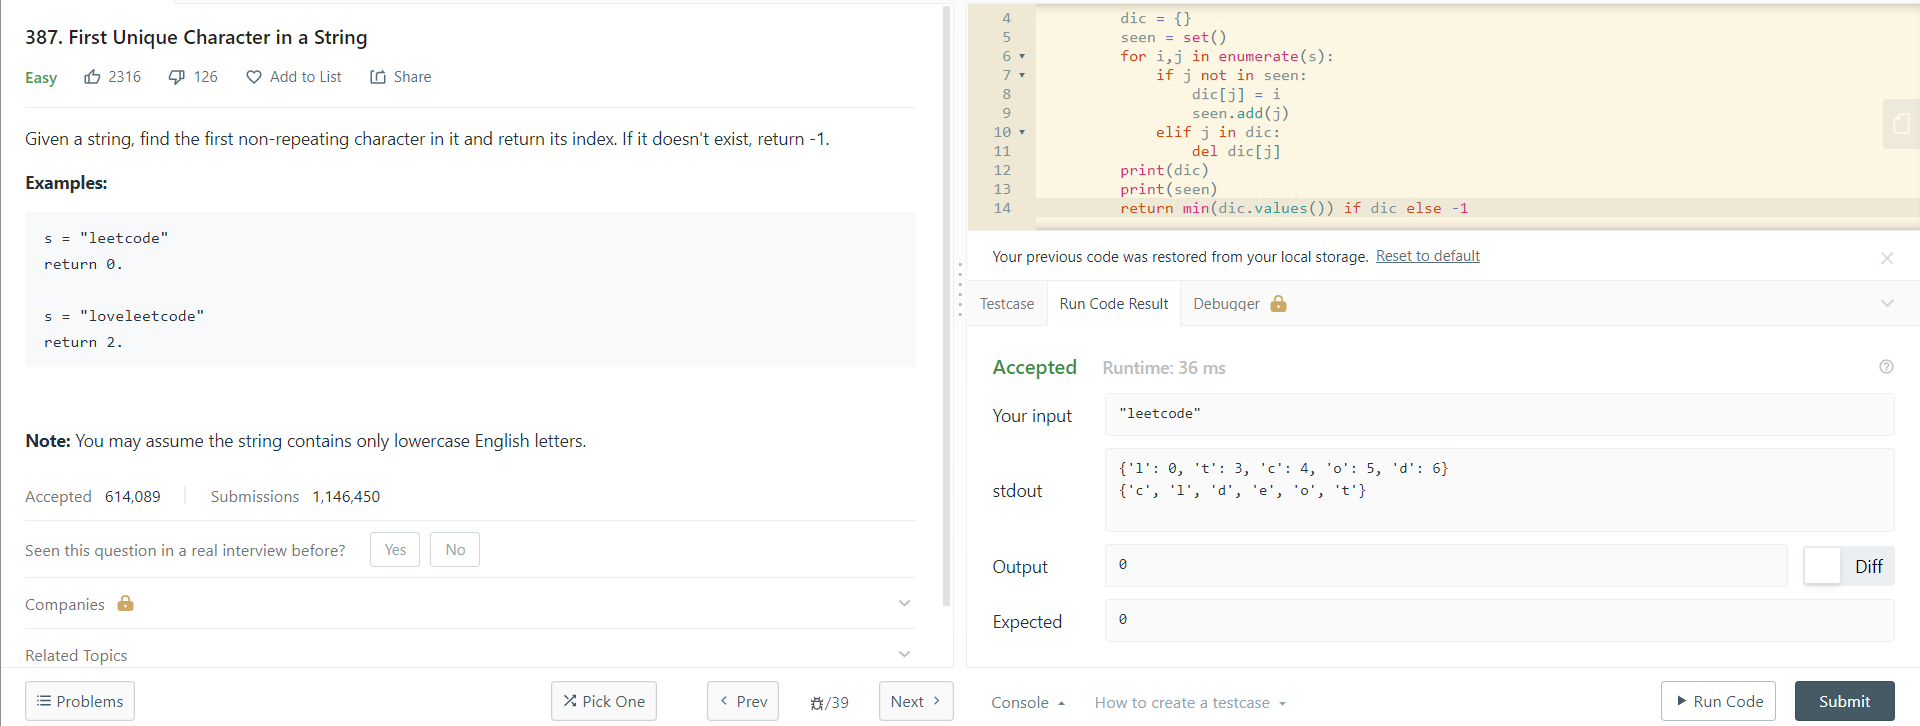 387. First Unique Character in a String
Easy 2316 126 Add to List Share
Given a string, find the first non-repeating character in it and return its index. If it doesn't exist, return -1.
Examples:
s = "leetcode"
return 0.
s = "loveleetcode"
return 2.
Note: You may assume the string contains only lowercase English letters.
Accepted 614,089 Submissions 1,146,450
Seen this question in a real interview before? Yes No
Companies
Related Topics
Problems Pick One Prev /39 Next
4 dic = {}
5 seen = set()
6 for i,j in enumerate(s):
7 if j not in seen:
8 dic[j] = i
9 seen.add(j)
10 elif j in dic:
11 del dic[j]
12 print(dic)
13 print(seen)
14 return min(dic.values()) if dic else -1
Your previous code was restored from your local storage. Reset to default
Testcase Run Code Result Debugger
Accepted Runtime: 36 ms
Your input "leetcode"
stdout {'l': 0, 't': 3, 'c': 4, 'o': 5, 'd': 6}
{'c', 'l', 'd', 'e', 'o', 't'}
Output 0 Diff
Expected 0
Console How to create a testcase Run Code Submit